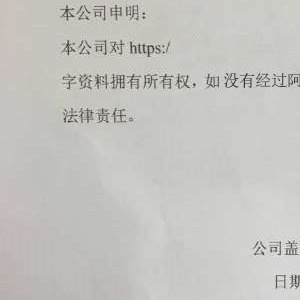 本公司申明：
本公司对 https:/
字资料拥有所有权，如 没有经过阿
法律责任。
公司盖
日期